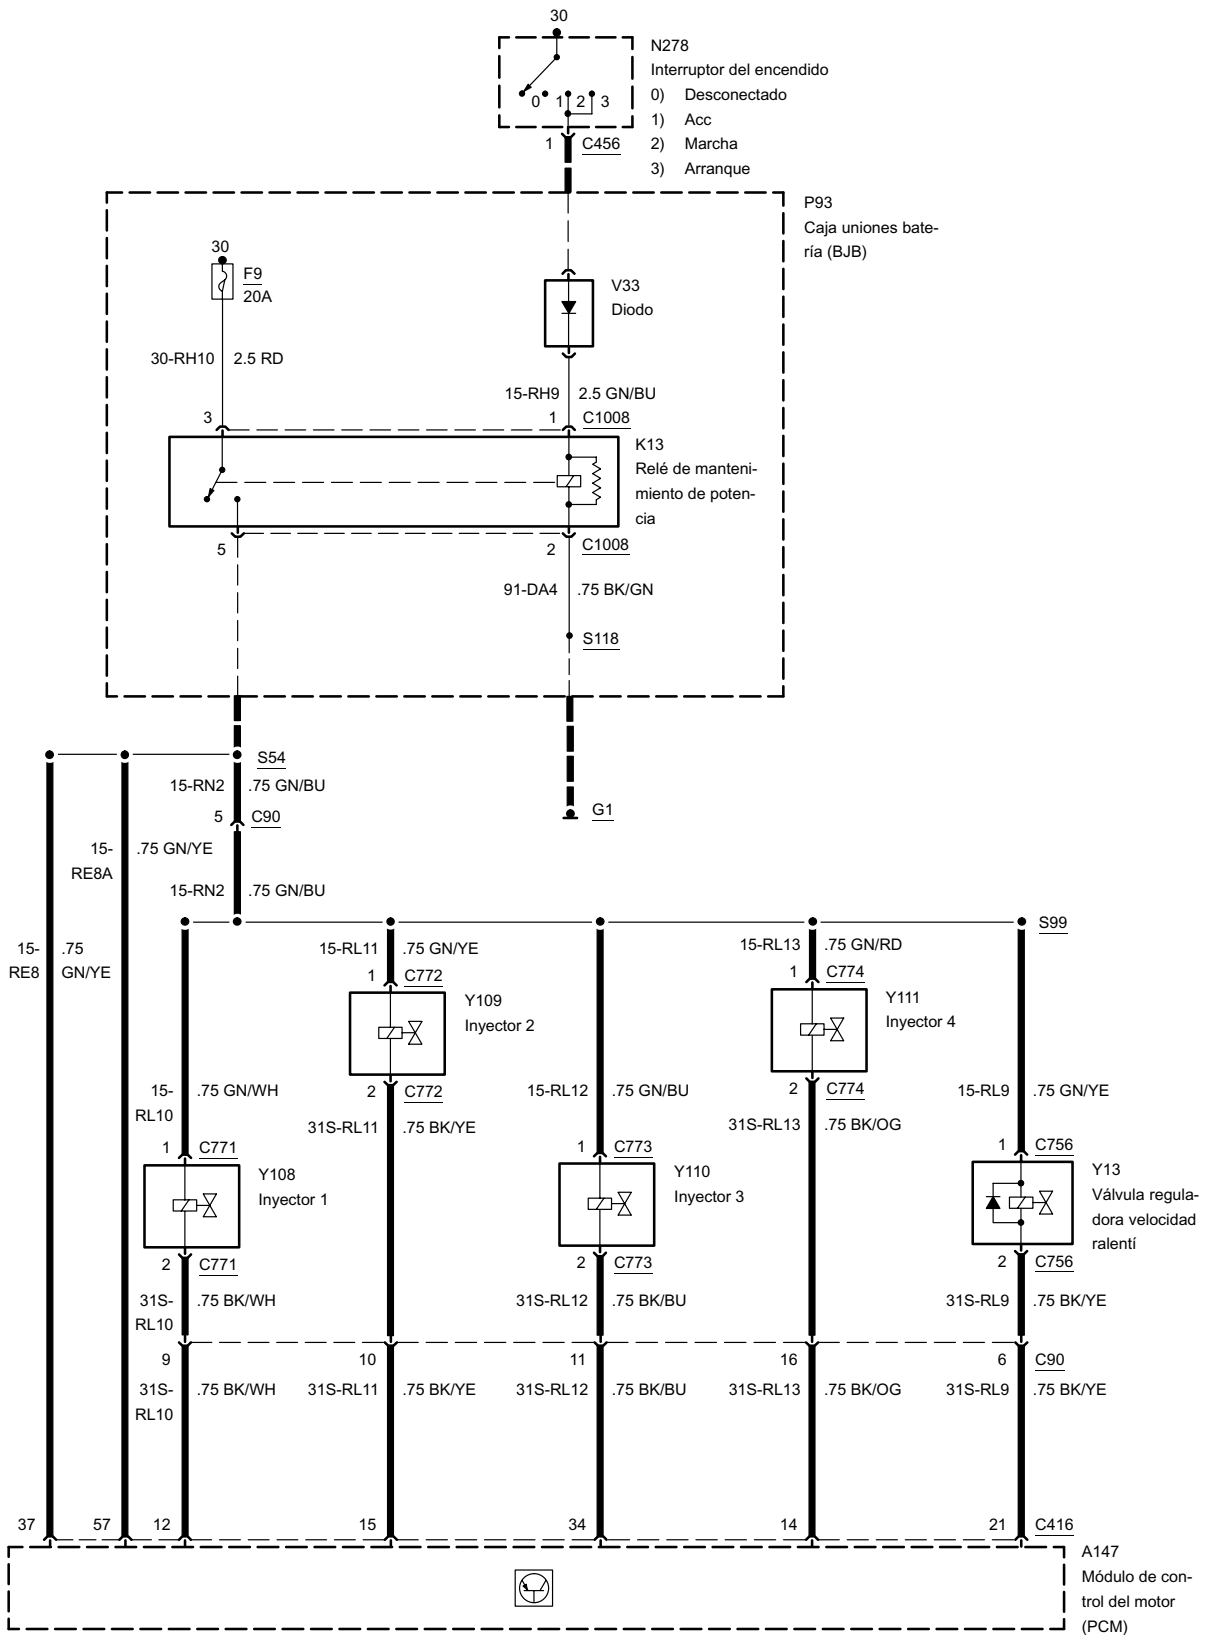 30
N278
Interruptor del encendido
0) Desconectado
1) Acc
2) Marcha
3) Arranque
0 1 2 3
1 C456
P93
Caja uniones bate-
ría (BJB)
30
F9
20A
V33
Diodo
30-RH10 2.5 RD
15-RH9 2.5 GN/BU
3 1 C1008
K13
Relé de manteni-
miento de poten-
cia
5 2 C1008
91-DA4 .75 BK/GN
S118
S54
15-RN2 .75 GN/BU
5 C90
G1
15-
RE8A
.75 GN/YE
15-RN2 .75 GN/BU
S99
15-
RE8
.75
GN/YE
15-RL11 .75 GN/YE
15-RL13 .75 GN/RD
1 C772
1 C774
Y109
Inyector 2
Y111
Inyector 4
2 C772
2 C774
15-
RL10
.75 GN/WH
15-RL12 .75 GN/BU
15-RL9 .75 GN/YE
31S-RL11 .75 BK/YE
31S-RL13 .75 BK/OG
1 C771
1 C773
1 C756
Y108
Inyector 1
Y110
Inyector 3
Y13
Válvula regula-
dora velocidad
ralentí
2 C771
2 C773
2 C756
31S-
RL10
.75 BK/WH
31S-RL12 .75 BK/BU
31S-RL9 .75 BK/YE
9 10 11 16 6 C90
31S-
RL10
.75 BK/WH
31S-RL11 .75 BK/YE
31S-RL12 .75 BK/BU
31S-RL13 .75 BK/OG
31S-RL9 .75 BK/YE
37 57 12 15 34 14 21 C416
A147
Módulo de con-
trol del motor
(PCM)